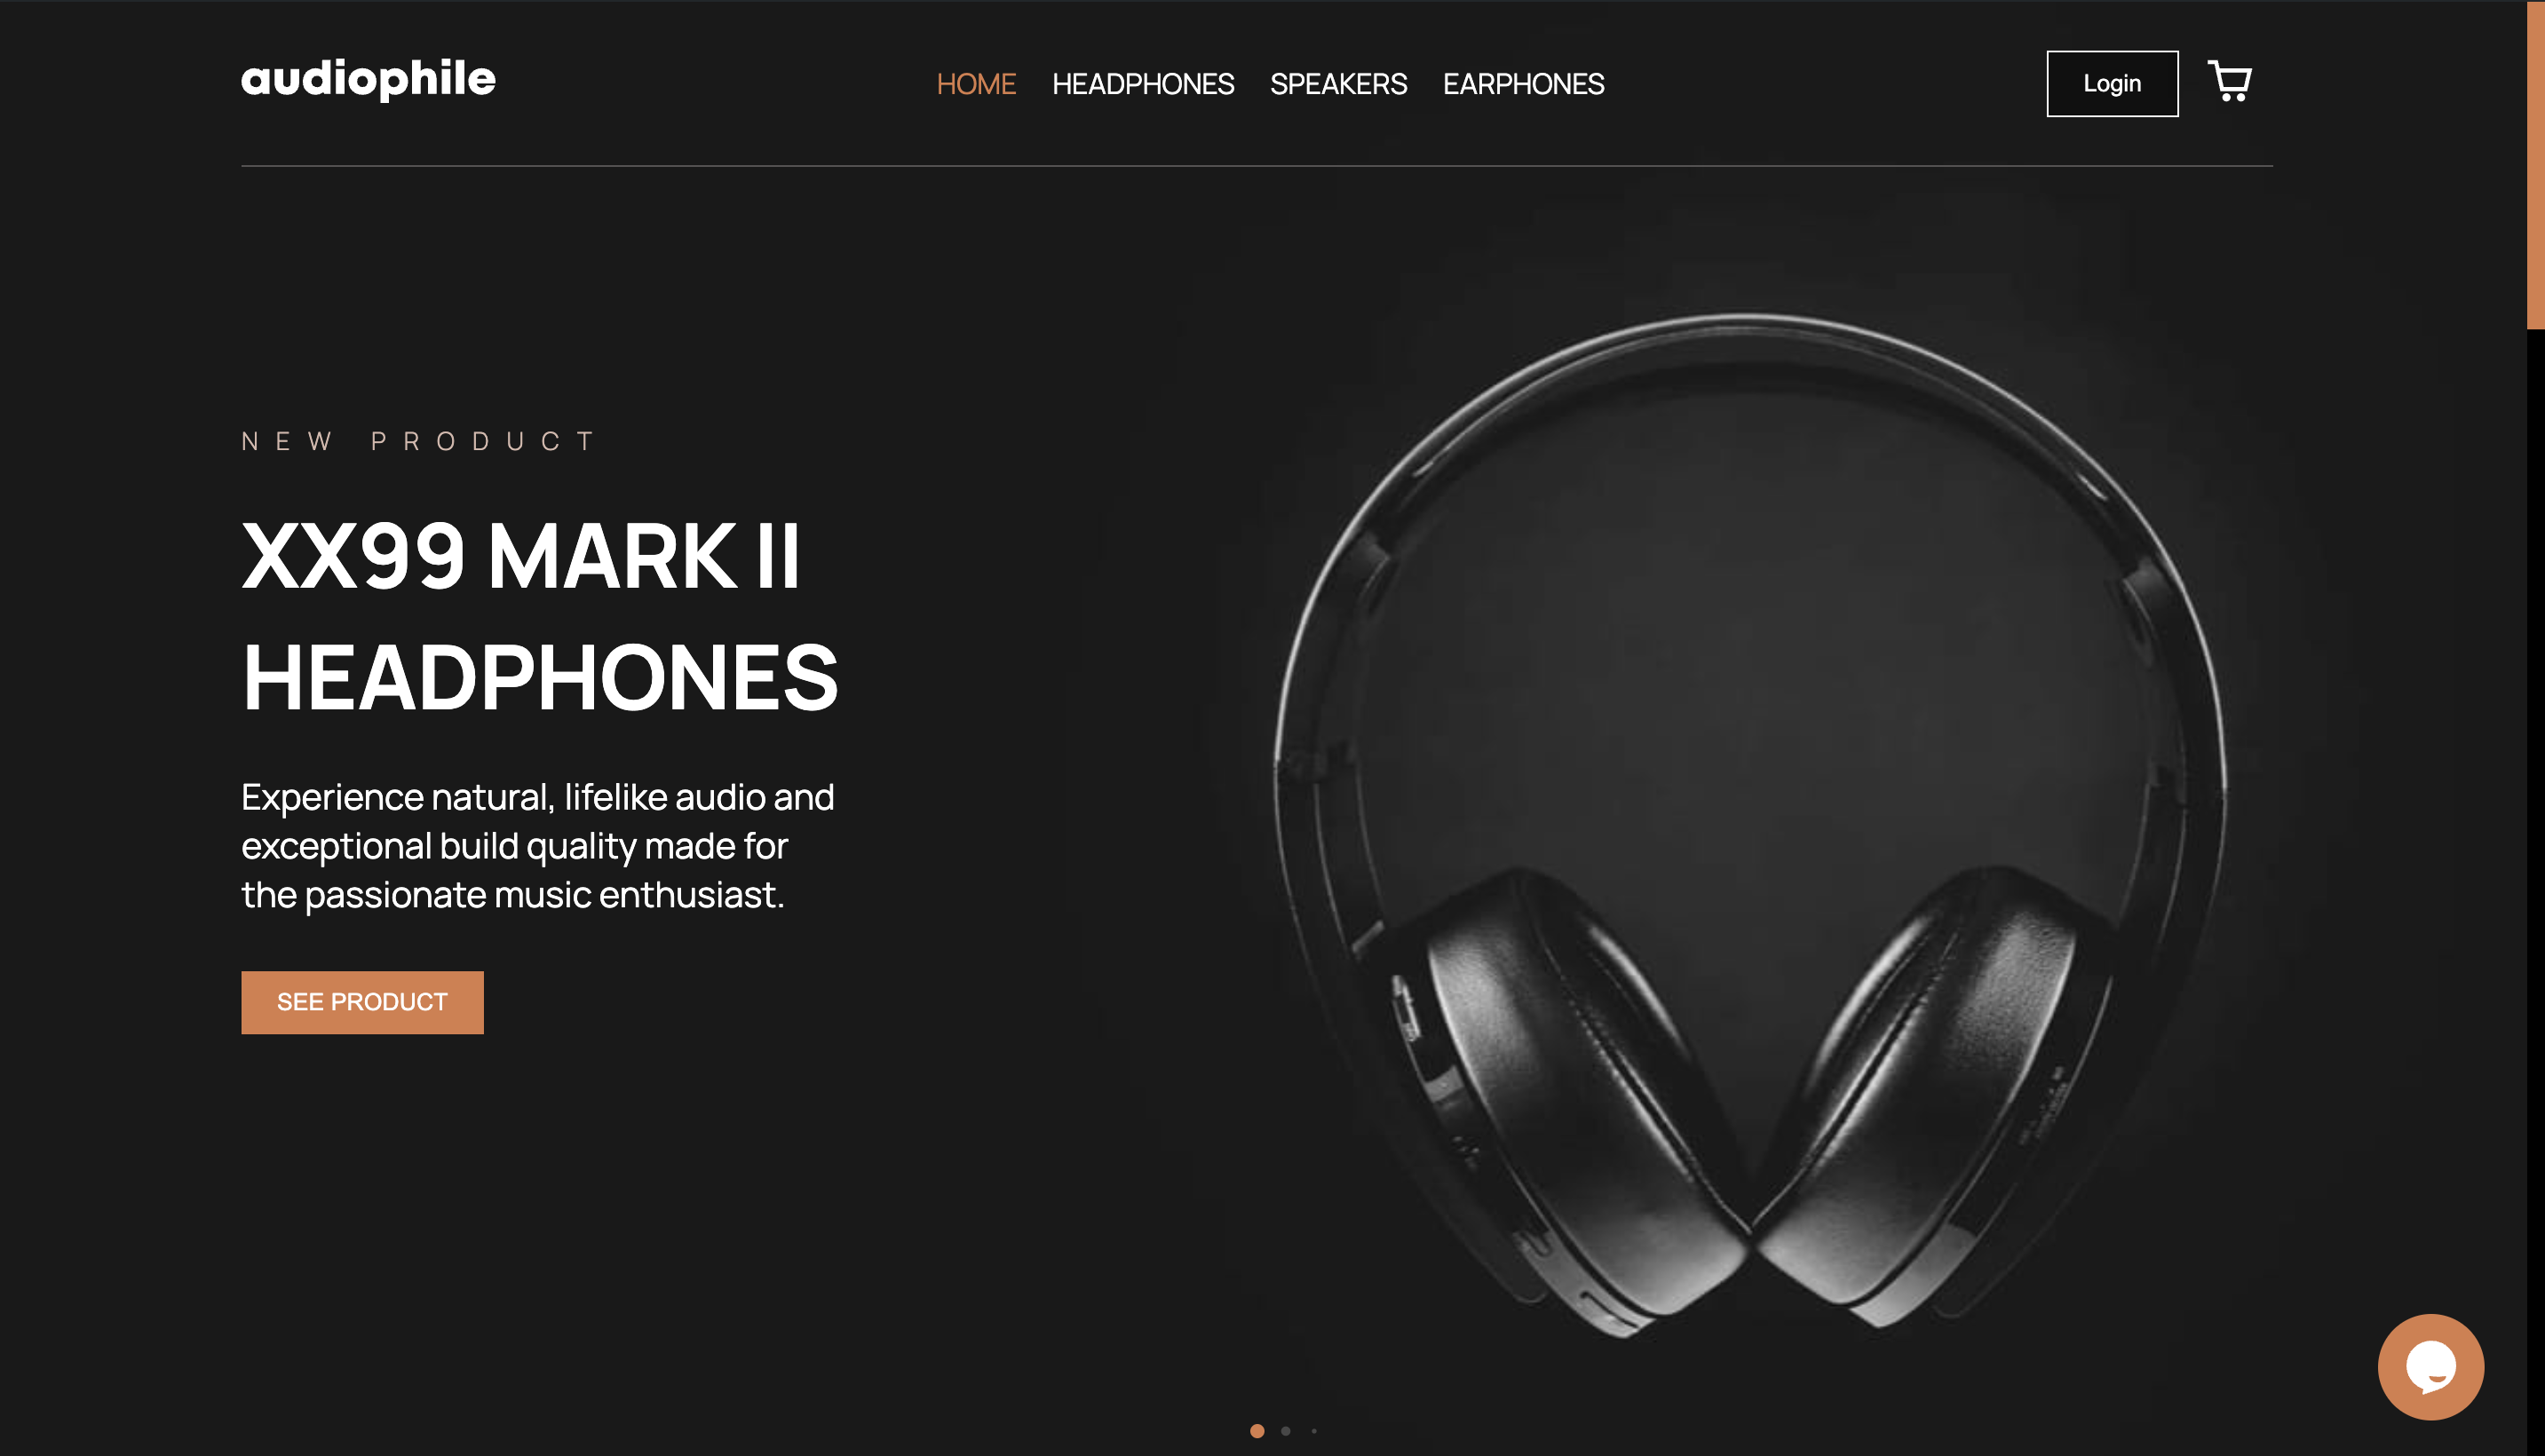 audiophile
HOME HEADPHONES SPEAKERS EARPHONES
Login
NEW PRODUCT
XX99 MARK II
HEADPHONES
Experience natural, lifelike audio and
exceptional build quality made for
the passionate music enthusiast.
SEE PRODUCT